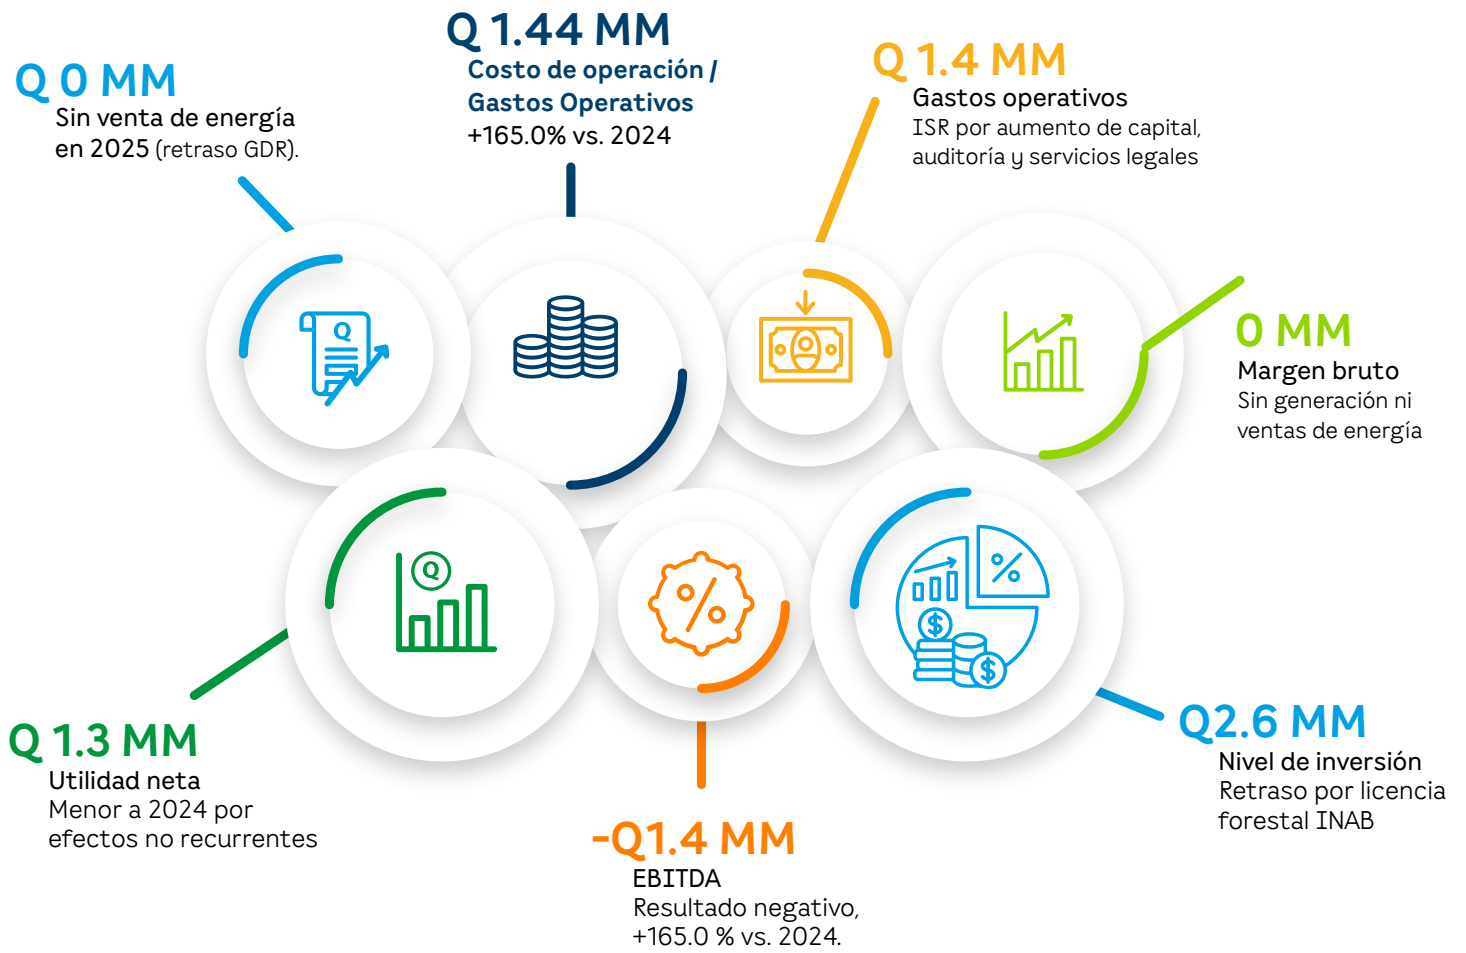 Q 0 MM
Sin venta de energía
en 2025 (retraso GDR).
Q 1.44 MM
Costo de operación /
Gastos Operativos
+165.0% vs. 2024
Q 1.4 MM
Gastos operativos
ISR por aumento de capital,
auditoría y servicios legales
0 MM
Margen bruto
Sin generación ni
ventas de energía
Q
%
Q
%
$
$
Q 1.3 MM
Utilidad neta
Menor a 2024 por
efectos no recurrentes
-Q1.4 MM
EBITDA
Resultado negativo,
+165.0 % vs. 2024.
Q2.6 MM
Nivel de inversión
Retraso por licencia
forestal INAB